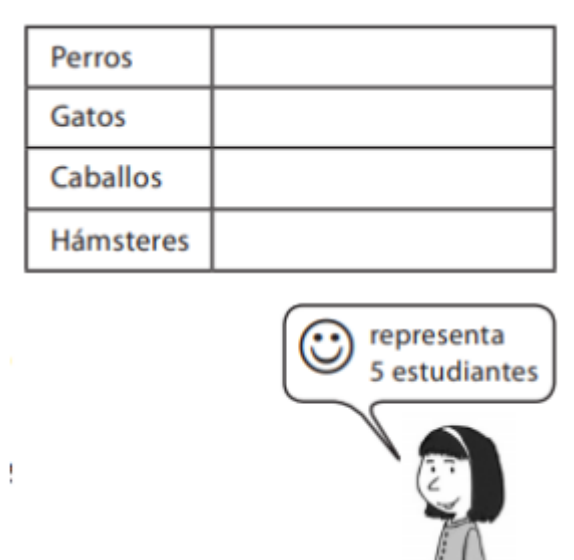 Perros
Gatos
Caballos
Hámsteres
representa
5 estudiantes